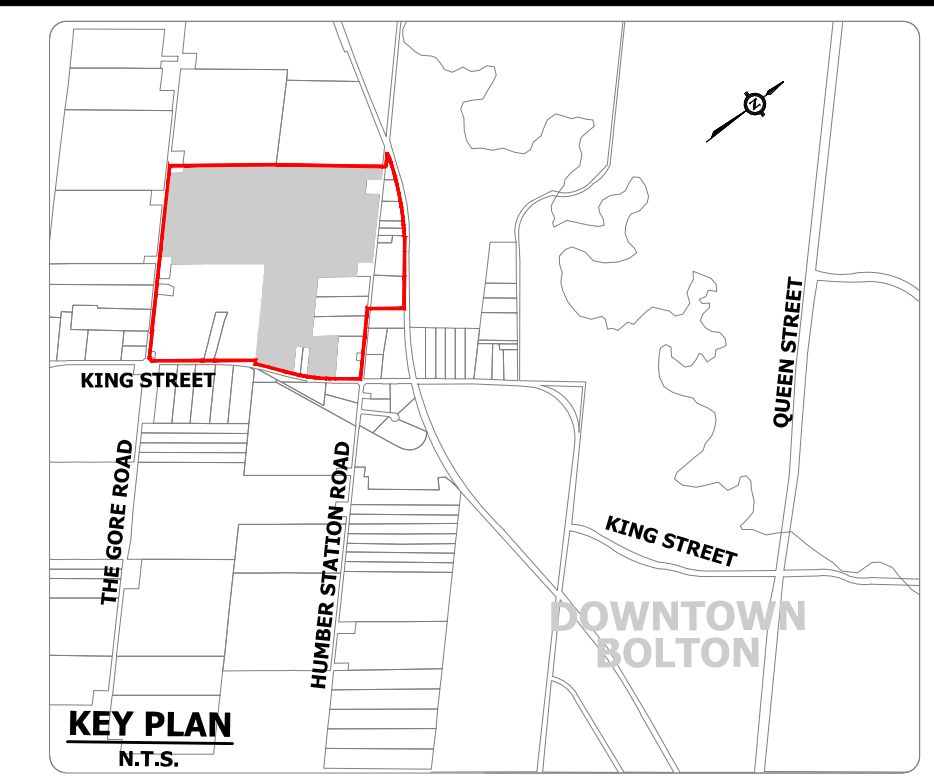 N
QUEEN STREET
KING STREET
THE GORE ROAD
HUMBER STATION ROAD
KING STREET
DOWNTOWN
BOLTON
KEY PLAN
N.T.S.